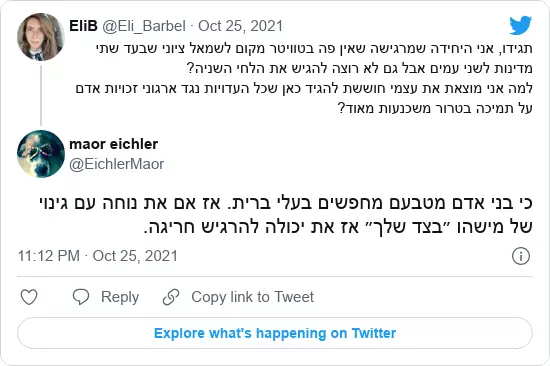 EliB @Eli_Barbel · Oct 25, 2021
תגידו, אני היחידה שמרגישה שאין פה בטוויטר מקום לשמאל ציוני שבעד שתי
מדינות לשני עמים אבל גם לא רוצה להגיש את הלחי השניה?
למה אני מוצאת את עצמי חוששת להגיד כאן שכל העדויות נגד ארגוני זכויות אדם
על תמיכה בטרור משכנעות מאוד?
maor eichler
@EichlerMaor
כי בני אדם מטבעם מחפשים בעלי ברית. אז אם את נוחה עם גינוי
של מישהו ״בצד שלך״ אז את יכולה להרגיש חריגה.
11:12 PM · Oct 25, 2021
Reply
Copy link to Tweet
Explore what's happening on Twitter